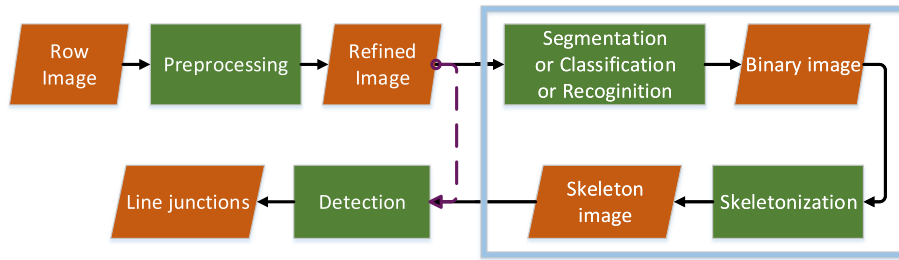 Row
Image
Preprocessing
Refined
Image
Segmentation
or Classification
or Recoginition
Binary image
Line junctions
Detection
Skeleton
image
Skeletonization